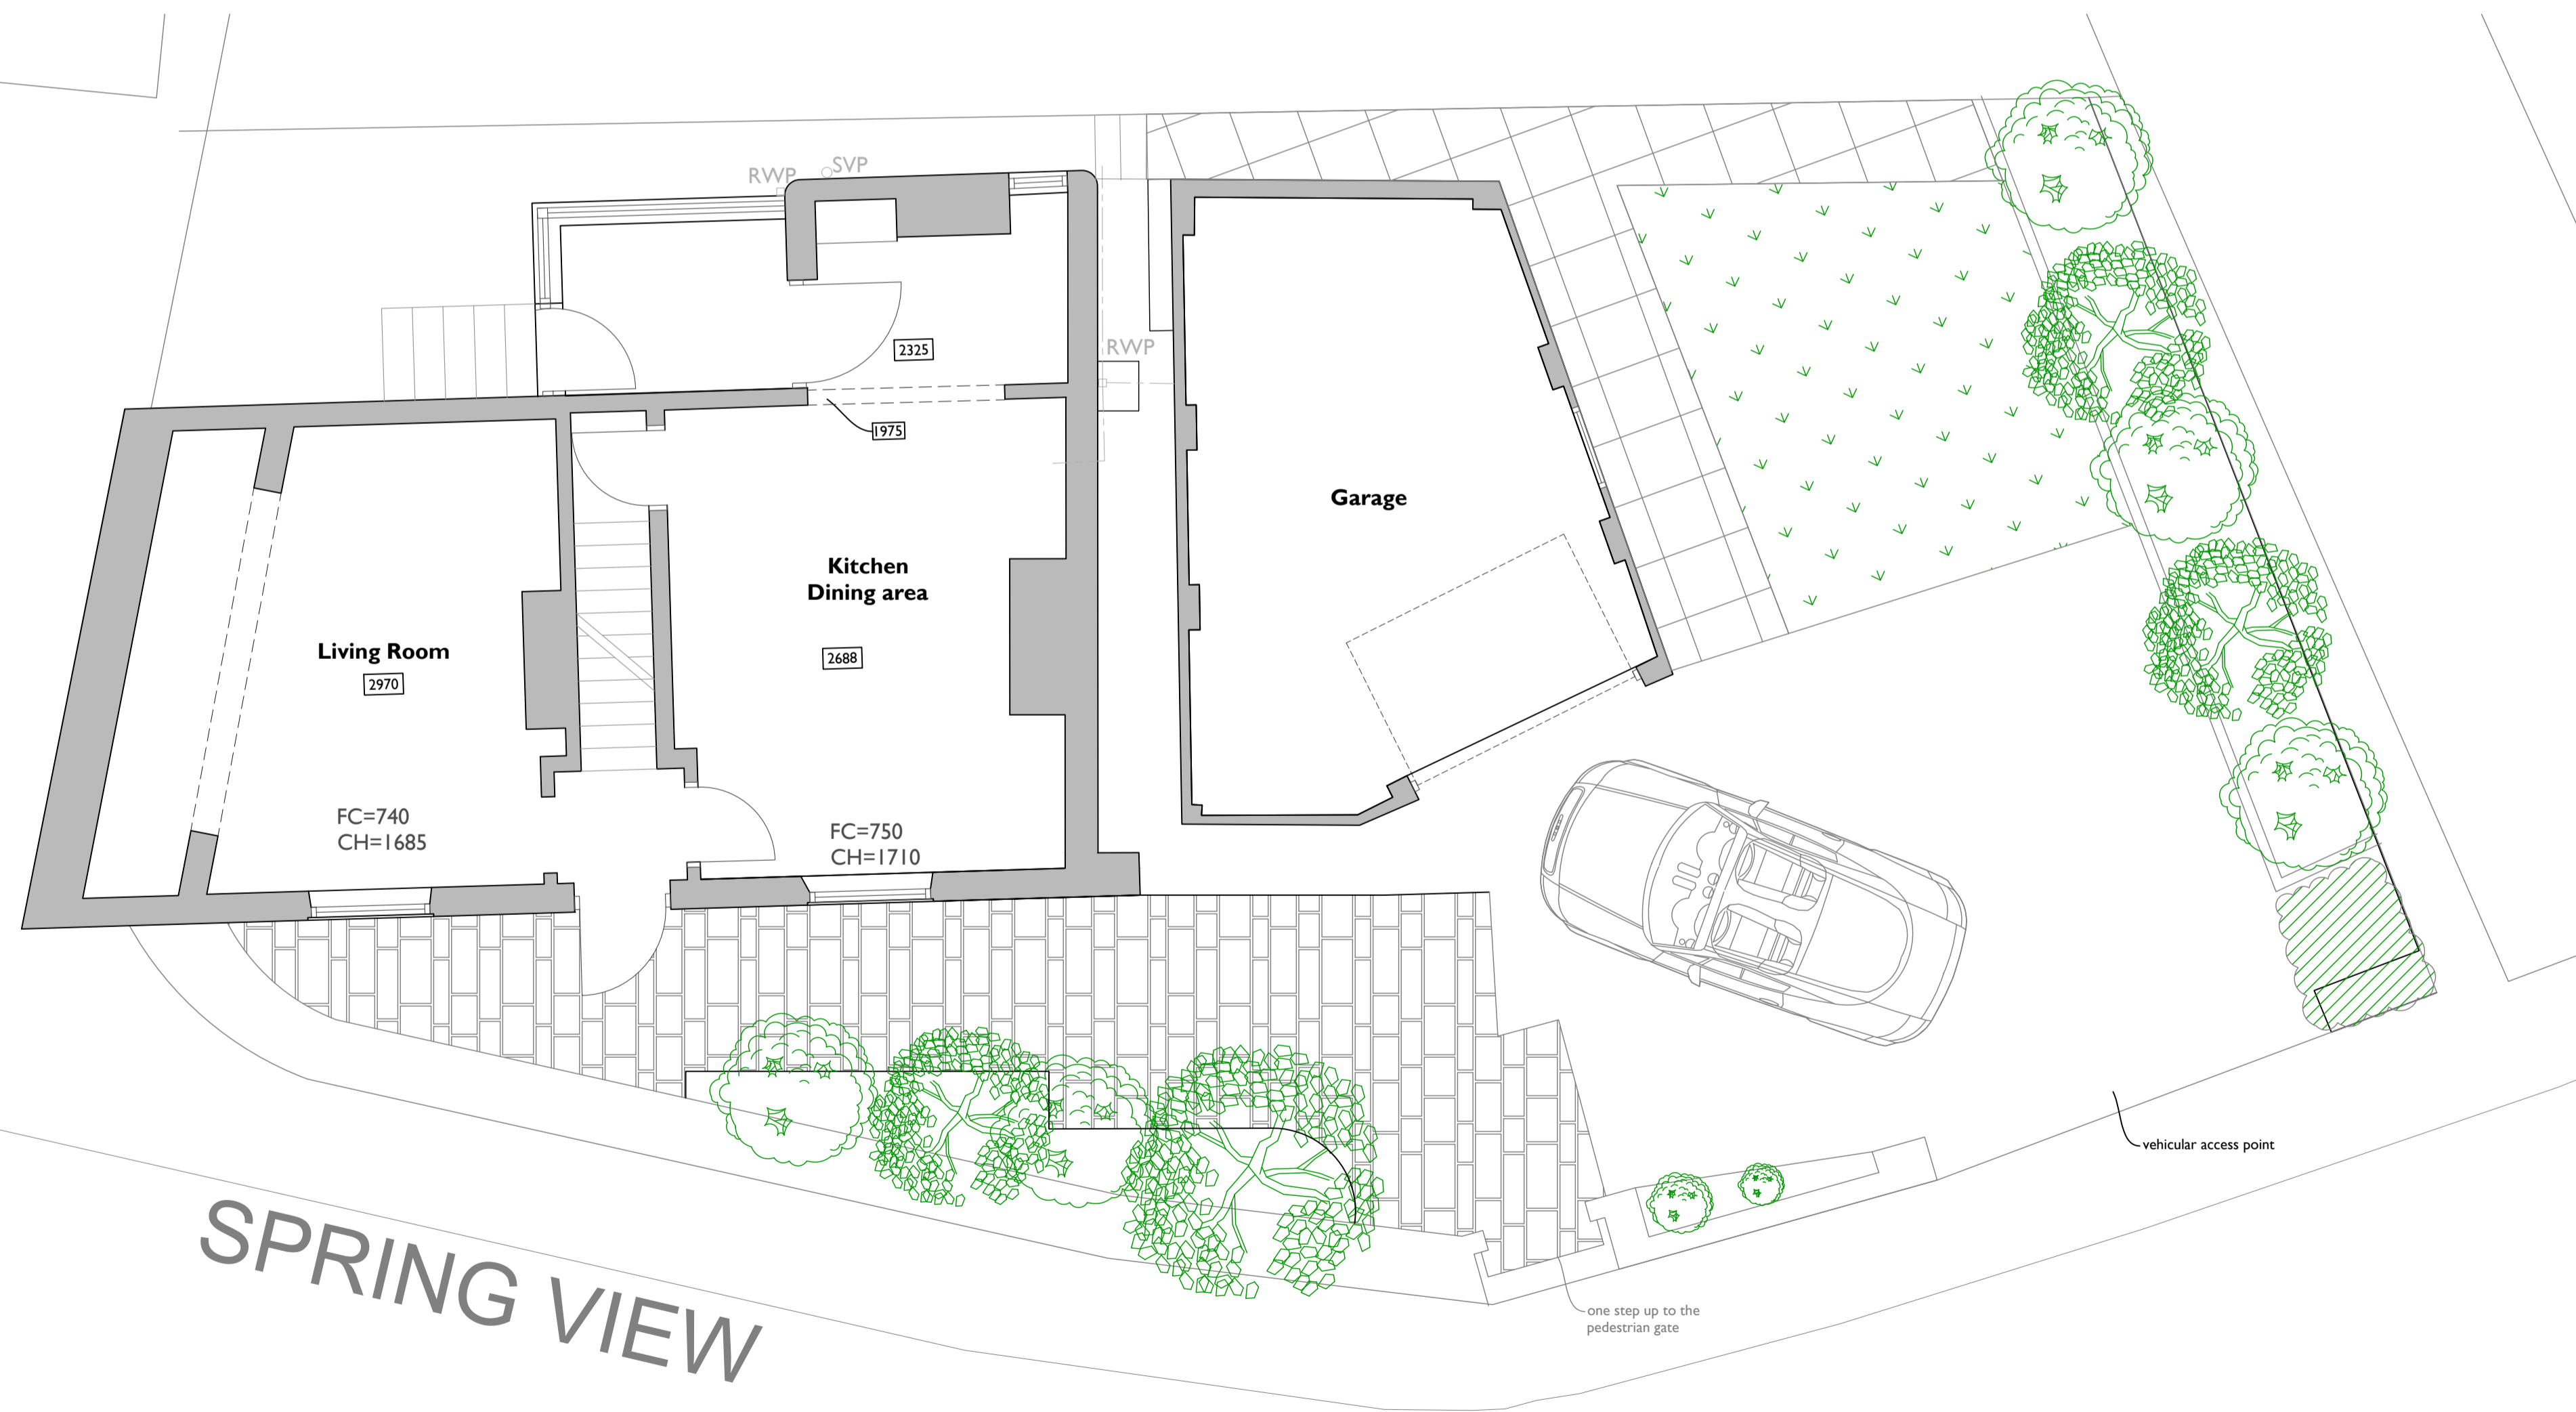 SVP
RWP
2325
RWP
1975
Garage
Kitchen
Dining area
2688
Living Room
2970
FC=740
CH=1685
FC=750
CH=1710
vehicular access point
one step up to the
pedestrian gate
SPRING VIEW